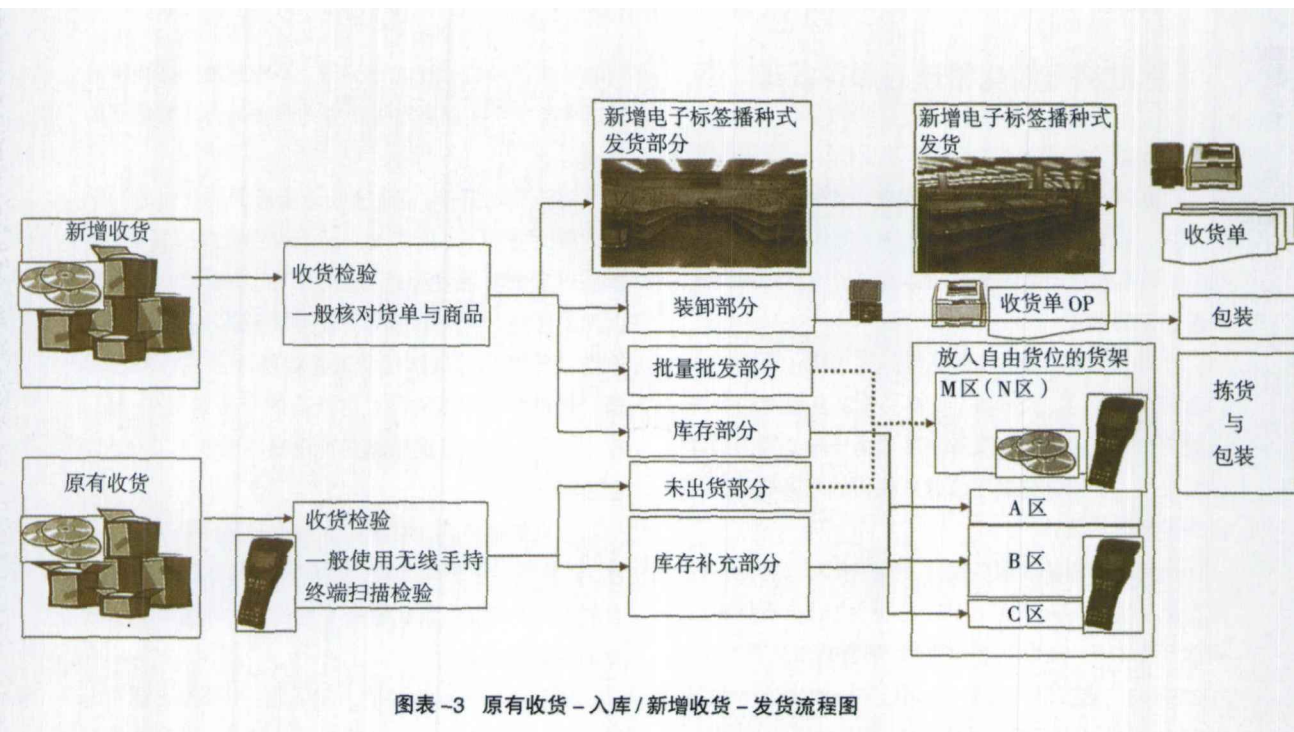 新增电子标签播种式
发货部分
新增电子标签播种式
发货
新增收货
收货单
收货检验
一般核对货单与商品
装卸部分
收货单 OP
包装
批量批发部分
放入自由货位的货架
M区(N区)
库存部分
拣货
与
包装
原有收货
未出货部分
A区
收货检验
一般使用无线手持
终端扫描检验
库存补充部分
B区
C区
图表-3 原有收货-入库/新增收货-发货流程图